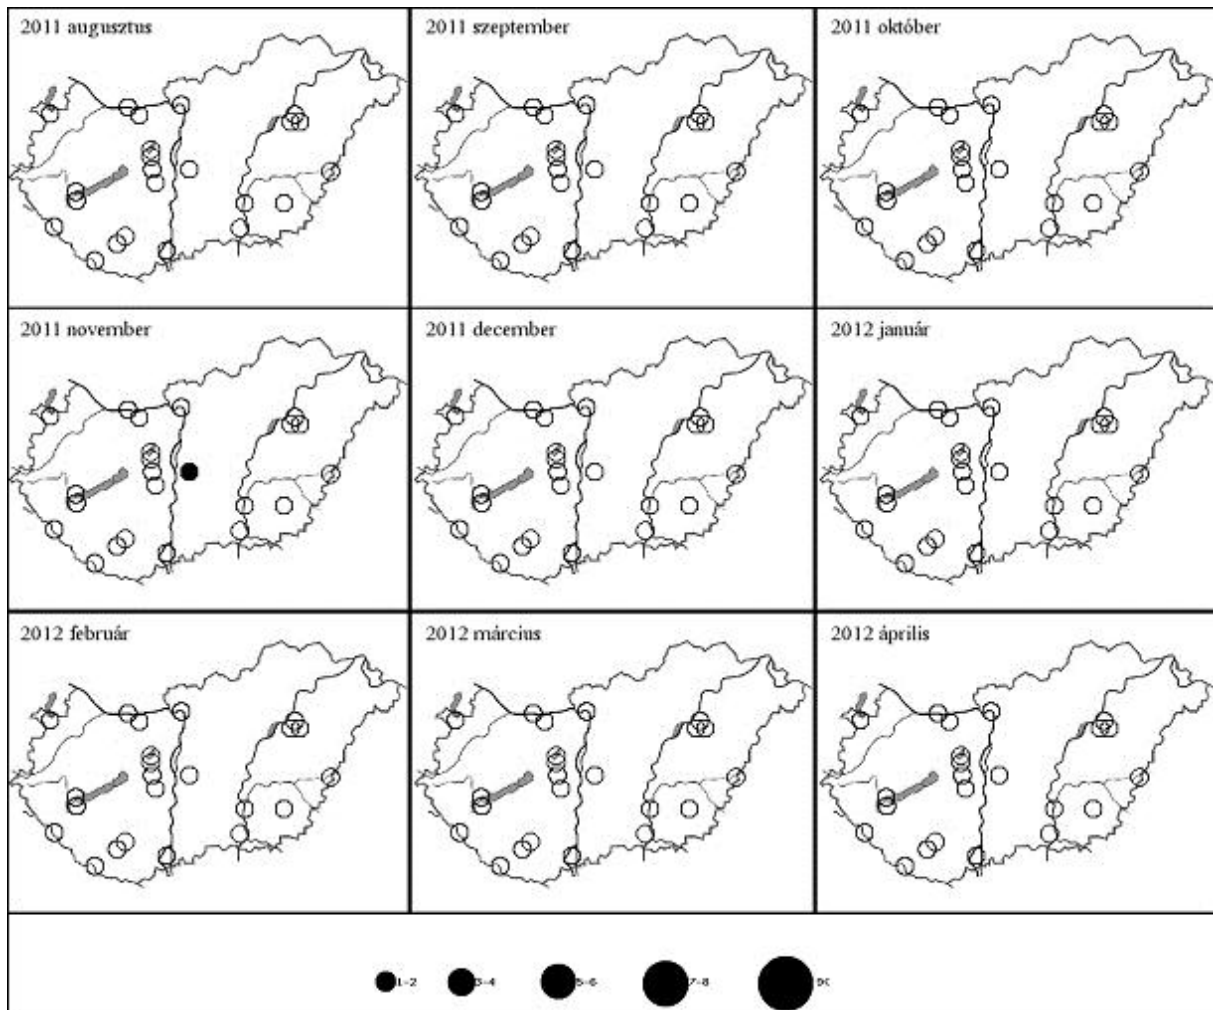 2011 augusztus
2011 szeptember
2011 október
2011 november
2011 december
2012 január
2012 február
2012 március
2012 április
1-2
3-4
5-6
7-8